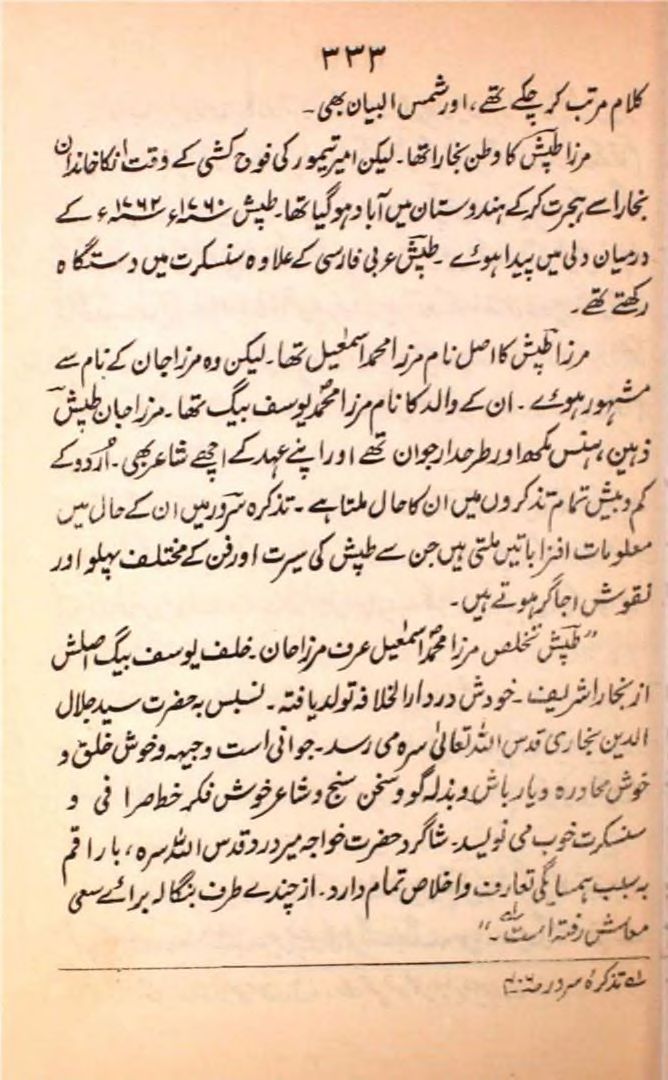 ۳۳۳
کلام مرتب کر چکے تھے، اور شمس البیان بھی۔
مرزا طپش کا وطن بخارا تھا۔ لیکن امیر تیمور کی فوج کشی کے وقت انکا خاندان
بخارا سے ہجرت کر کے ہندوستان میں آباد ہو گیا تھا۔ طپش ۱۷۶۰ء ۱۷۶۲ء کے
درمیان دلی میں پیدا ہوئے۔ طپش عربی فارسی کے علاوہ سنسکرت میں دستگاہ
رکھتے تھے۔
مرزا طپش کا اصل نام مرزا محمد اسمٰعیل تھا۔ لیکن وہ مرزا جان کے نام سے
مشہور ہوئے۔ ان کے والد کا نام مرزا محمد یوسف بیگ تھا۔ مرزا جان طپش
ذہین، ہنس مکھ اور طرحدار جوان تھے اور اپنے عہد کے اچھے شاعر بھی۔ اُردو کے
کم و بیش تمام تذکروں میں ان کا حال ملتا ہے۔ تذکرہ سرور میں ان کے حال میں
معلومات افزا باتیں ملتی ہیں جن سے طپش کی سیرت اور فن کے مختلف پہلو اور
نقوش اجاگر ہوتے ہیں۔
"طپش تخلص مرزا محمد اسمٰعیل عرف مرزا جان۔ خلف یوسف بیگ اصلش
از بخارا شریف۔ خودش در دار الخلافہ تولد یافتہ۔ نسبس بہ حضرت سید جلال
الدین بخاری قدس اللہ تعالیٰ سرہ می رسد۔ جوانی است وجیہہ و خوش خلق و
خوش محاورہ و یار باش و بذلہ گو و سخن سنج و شاعر خوش فکر خط صرافی و
سنسکرت خوب می نویسد۔ شاگرد حضرت خواجہ میر درد قدس اللہ سرہ، با راقم
بہ سبب ہمسایگی تعارف و اخلاص تمام دارد۔ از چندے طرف بنگالہ برائے سعی
معاش رفتہ است ۱؎۔"
۱؎ تذکرۂ سرور